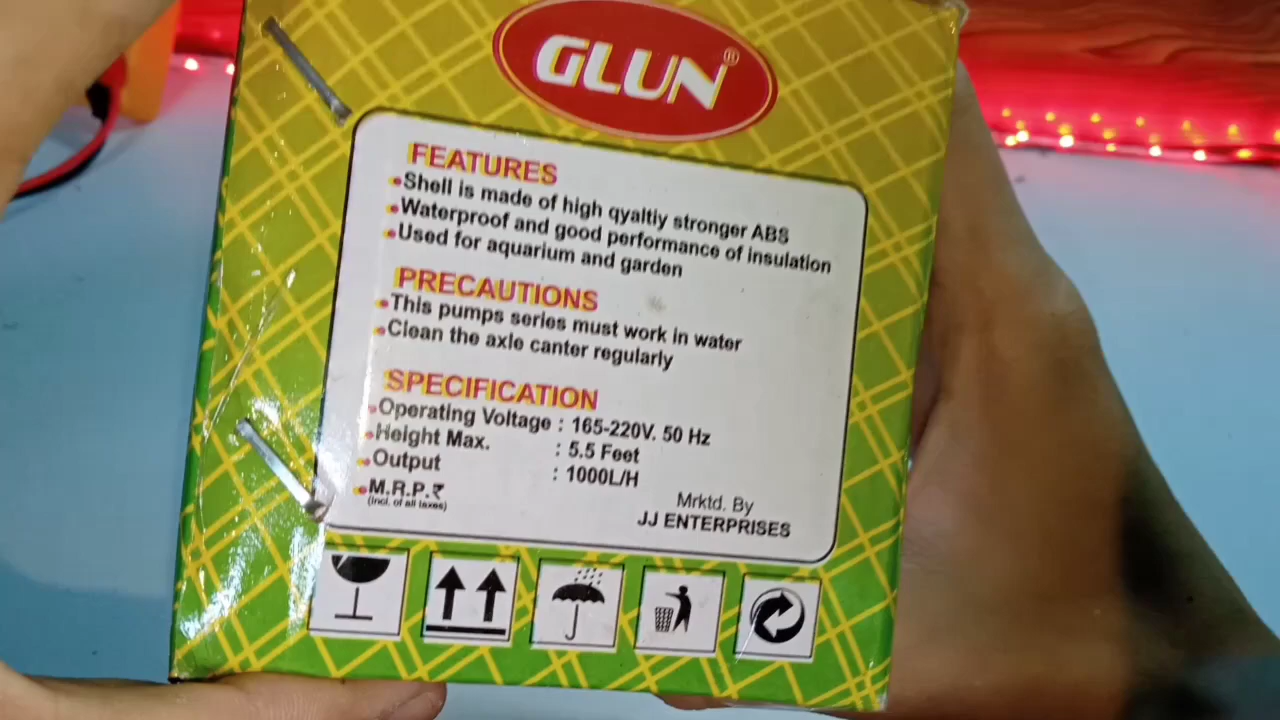 GLUN®
FEATURES
•Shell is made of high qyaltiy stronger ABS
•Waterproof and good performance of insulation
•Used for aquarium and garden
PRECAUTIONS
•This pumps series must work in water
•Clean the axle canter regularly
SPECIFICATION
•Operating Voltage : 165-220V. 50 Hz
•Height Max. : 5.5 Feet
•Output : 1000L/H
•M.R.P.₹
(incl. of all taxes)
Mrktd. By
JJ ENTERPRISES